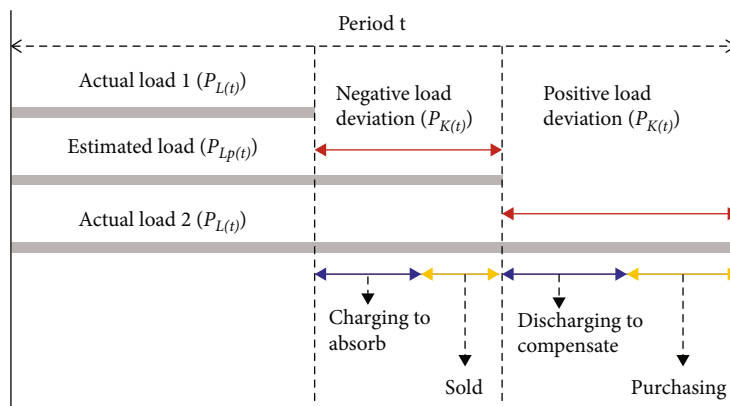 Period t
Actual load 1 (P_{L(t)})
Negative load
deviation (P_{K(t)})
Positive load
deviation (P_{K(t)})
Estimated load (P_{Lp(t)})
Actual load 2 (P_{L(t)})
Charging to
absorb
Discharging to
compensate
Sold
Purchasing